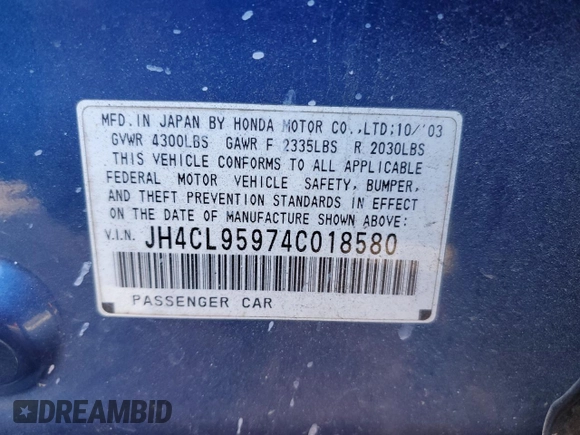 MFD. IN JAPAN BY HONDA MOTOR CO.,LTD;10/'03
GVWR 4300LBS GAWR F 2335LBS R 2030LBS
THIS VEHICLE CONFORMS TO ALL APPLICABLE
FEDERAL MOTOR VEHICLE SAFETY, BUMPER,
AND THEFT PREVENTION STANDARDS IN EFFECT
ON THE DATE OF MANUFACTURE SHOWN ABOVE:
V.I.N. JH4CL95974C018580
PASSENGER CAR
DREAMBID